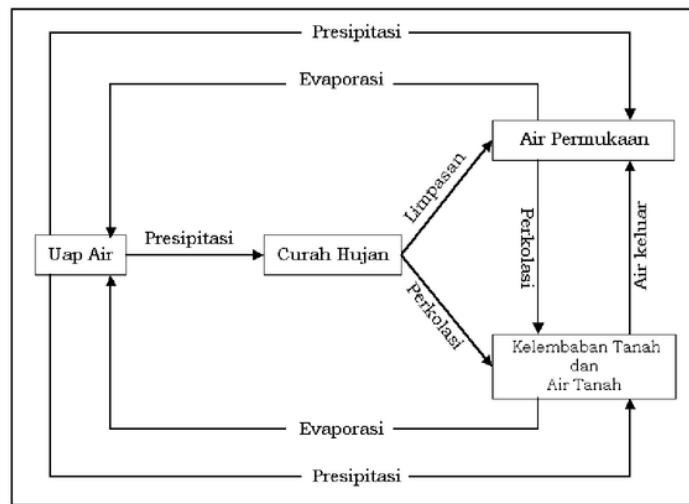 Presipitasi
Evaporasi
Air Permukaan
Limpasan
Perkolasi
Air keluar
Presipitasi
Uap Air
Curah Hujan
Perkolasi
Kelembaban Tanah
dan
Air Tanah
Evaporasi
Presipitasi